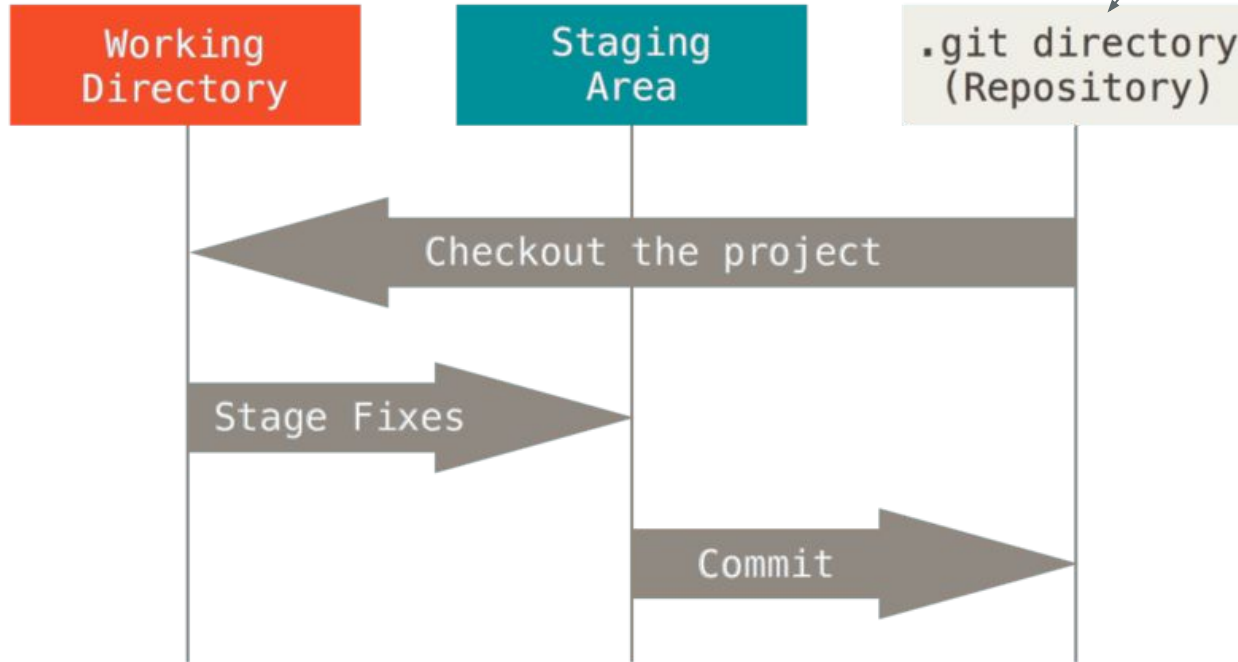 Working
Directory
Staging
Area
.git directory
(Repository)
Checkout the project
Stage Fixes
Commit